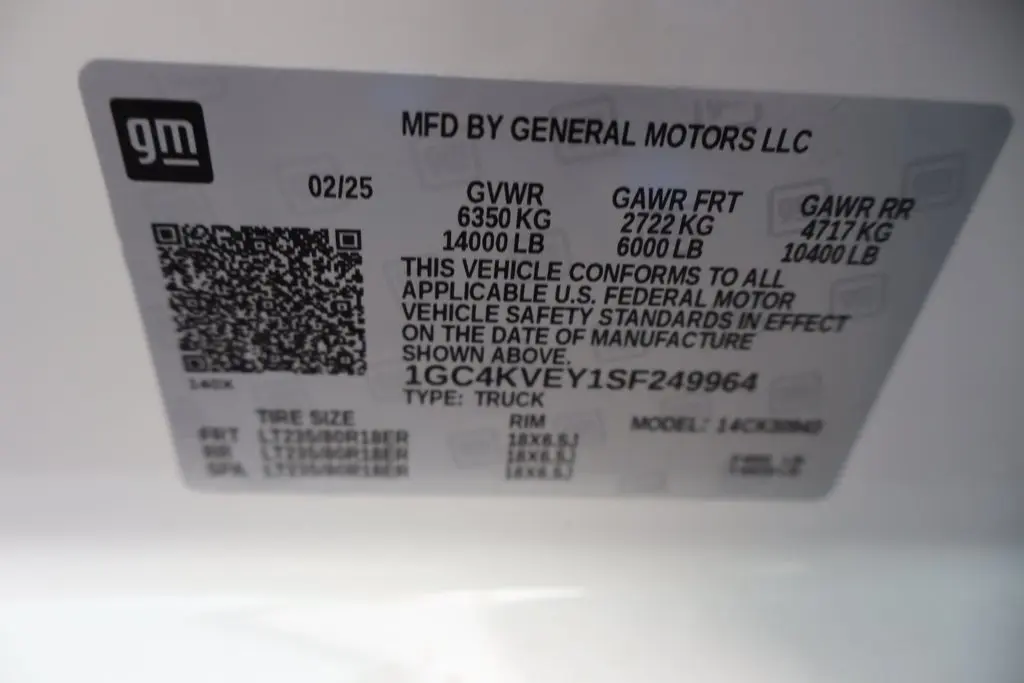 gm
MFD BY GENERAL MOTORS LLC
02/25 GVWR GAWR FRT GAWR RR
6350 KG 2722 KG 4717 KG
14000 LB 6000 LB 10400 LB
THIS VEHICLE CONFORMS TO ALL
APPLICABLE U.S. FEDERAL MOTOR
VEHICLE SAFETY STANDARDS IN EFFECT
ON THE DATE OF MANUFACTURE
SHOWN ABOVE.
1GC4KVEY1SF249964
TYPE: TRUCK
TIRE SIZE RIM MODEL:
FRT LT235/80R18ER 18X6.5J
RR LT235/80R18ER 18X6.5J
SPA LT235/80R18ER 18X6.5J